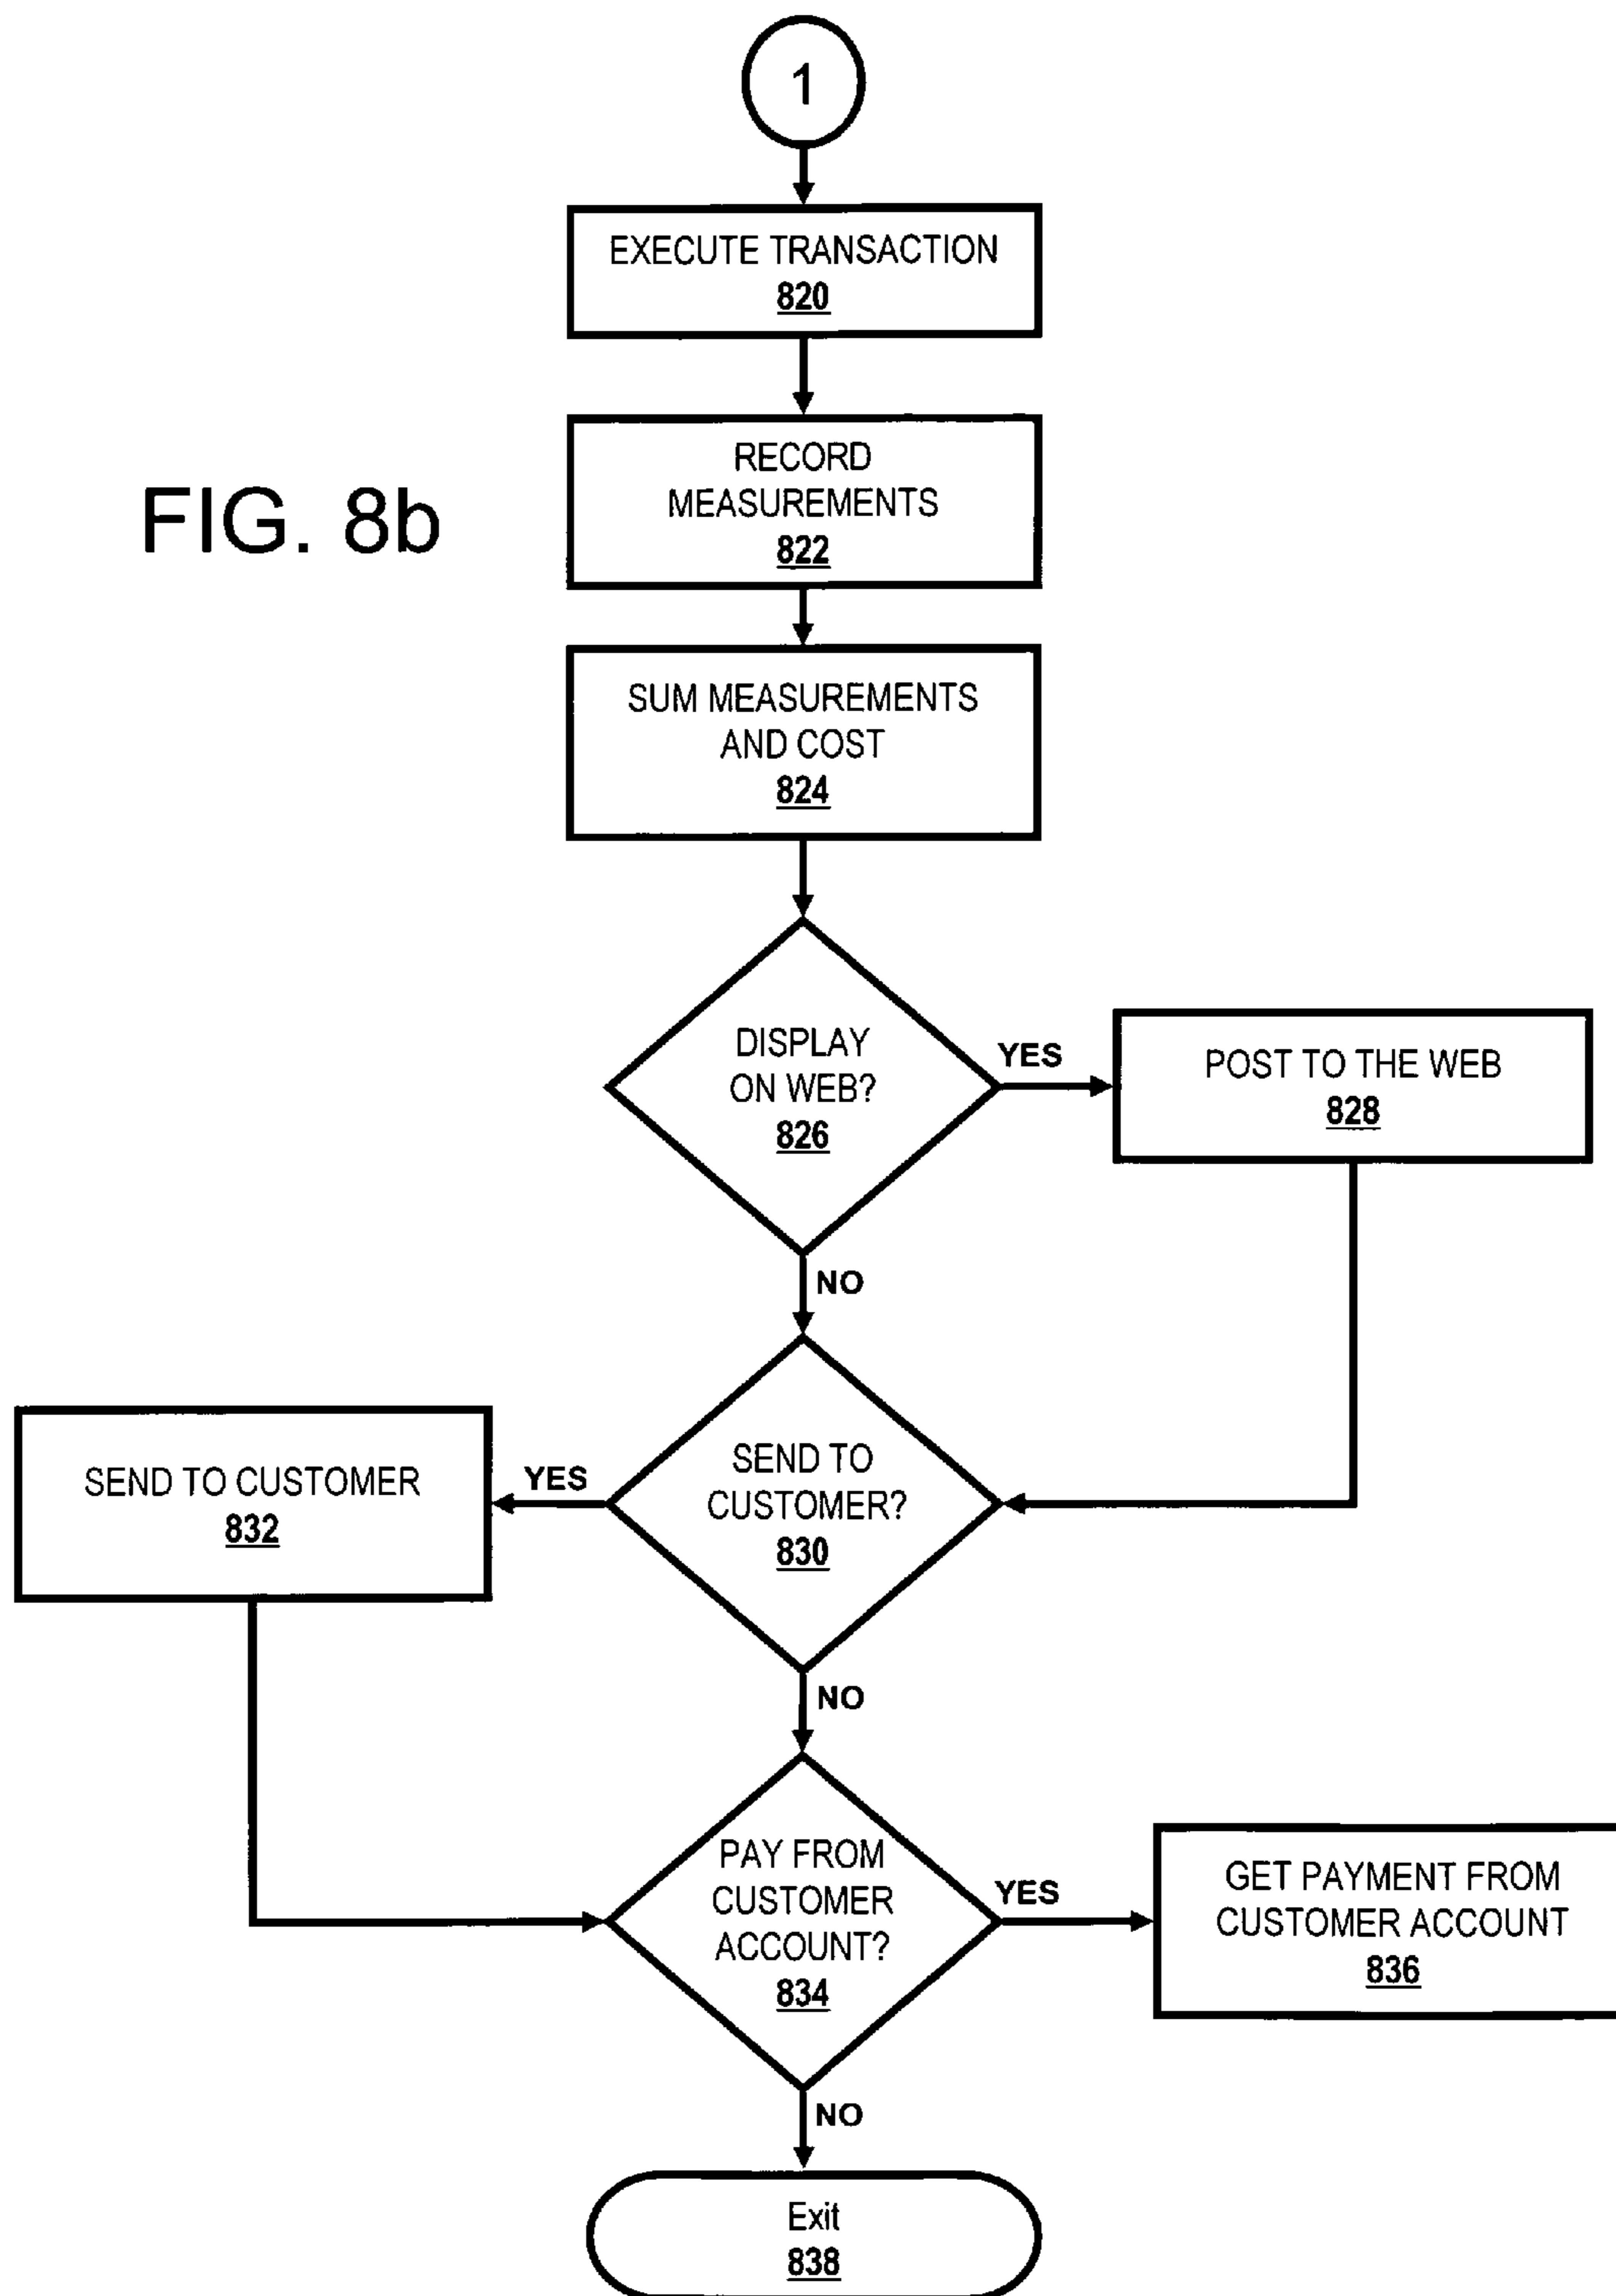 1
EXECUTE TRANSACTION
820
FIG. 8b
RECORD
MEASUREMENTS
822
SUM MEASUREMENTS
AND COST
824
DISPLAY
ON WEB?
826
YES
POST TO THE WEB
828
NO
SEND TO CUSTOMER
832
YES
SEND TO
CUSTOMER?
830
NO
PAY FROM
CUSTOMER
ACCOUNT?
834
YES
GET PAYMENT FROM
CUSTOMER ACCOUNT
836
NO
Exit
838